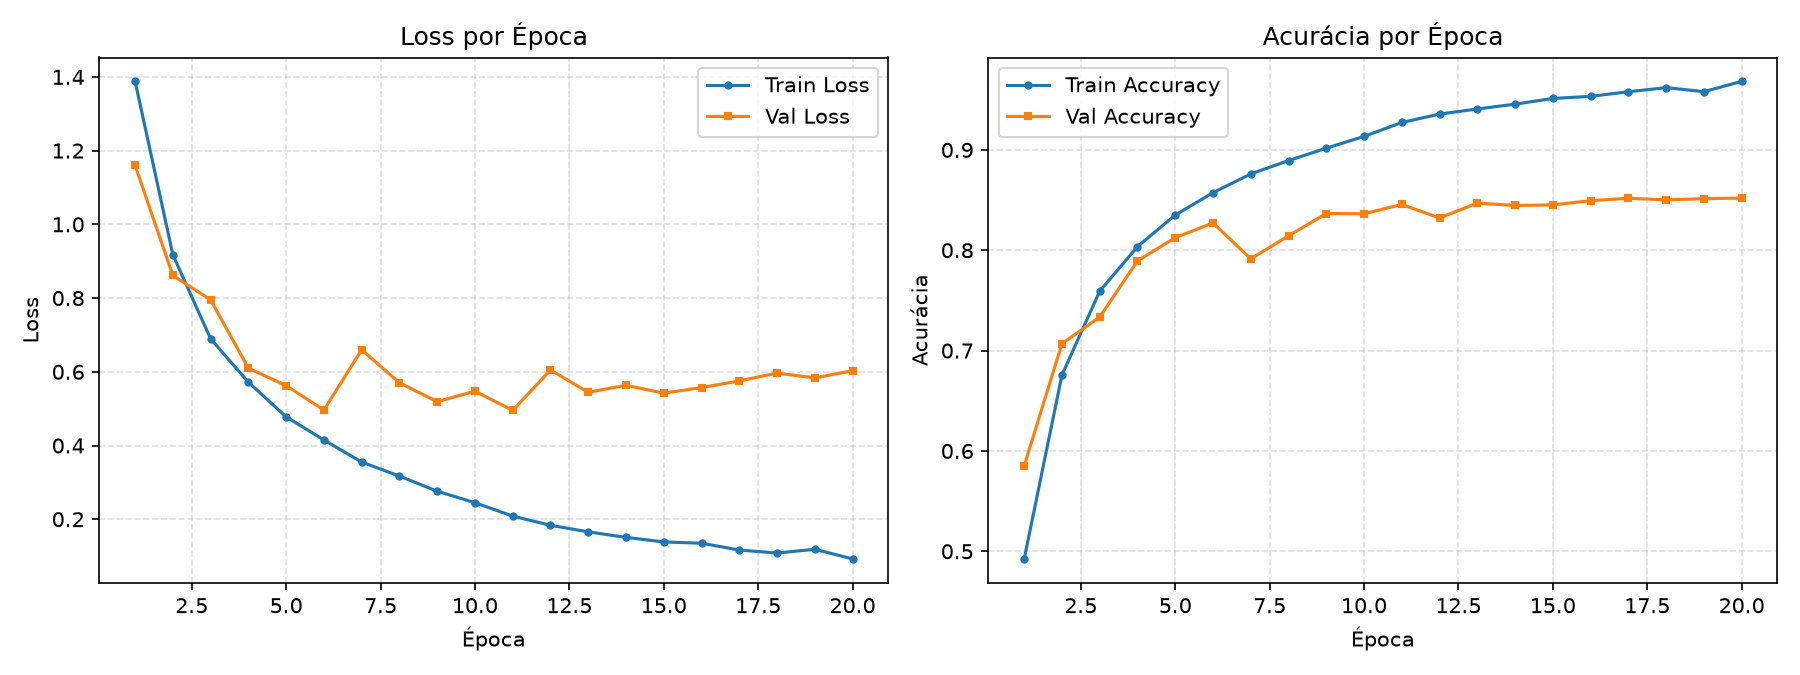 Loss por Época
Train Loss
Val Loss
1.4
1.2
1.0
0.8
0.6
0.4
0.2
Loss
2.5 5.0 7.5 10.0 12.5 15.0 17.5 20.0
Época
Acurácia por Época
Train Accuracy
Val Accuracy
0.9
0.8
0.7
0.6
0.5
Acurácia
2.5 5.0 7.5 10.0 12.5 15.0 17.5 20.0
Época